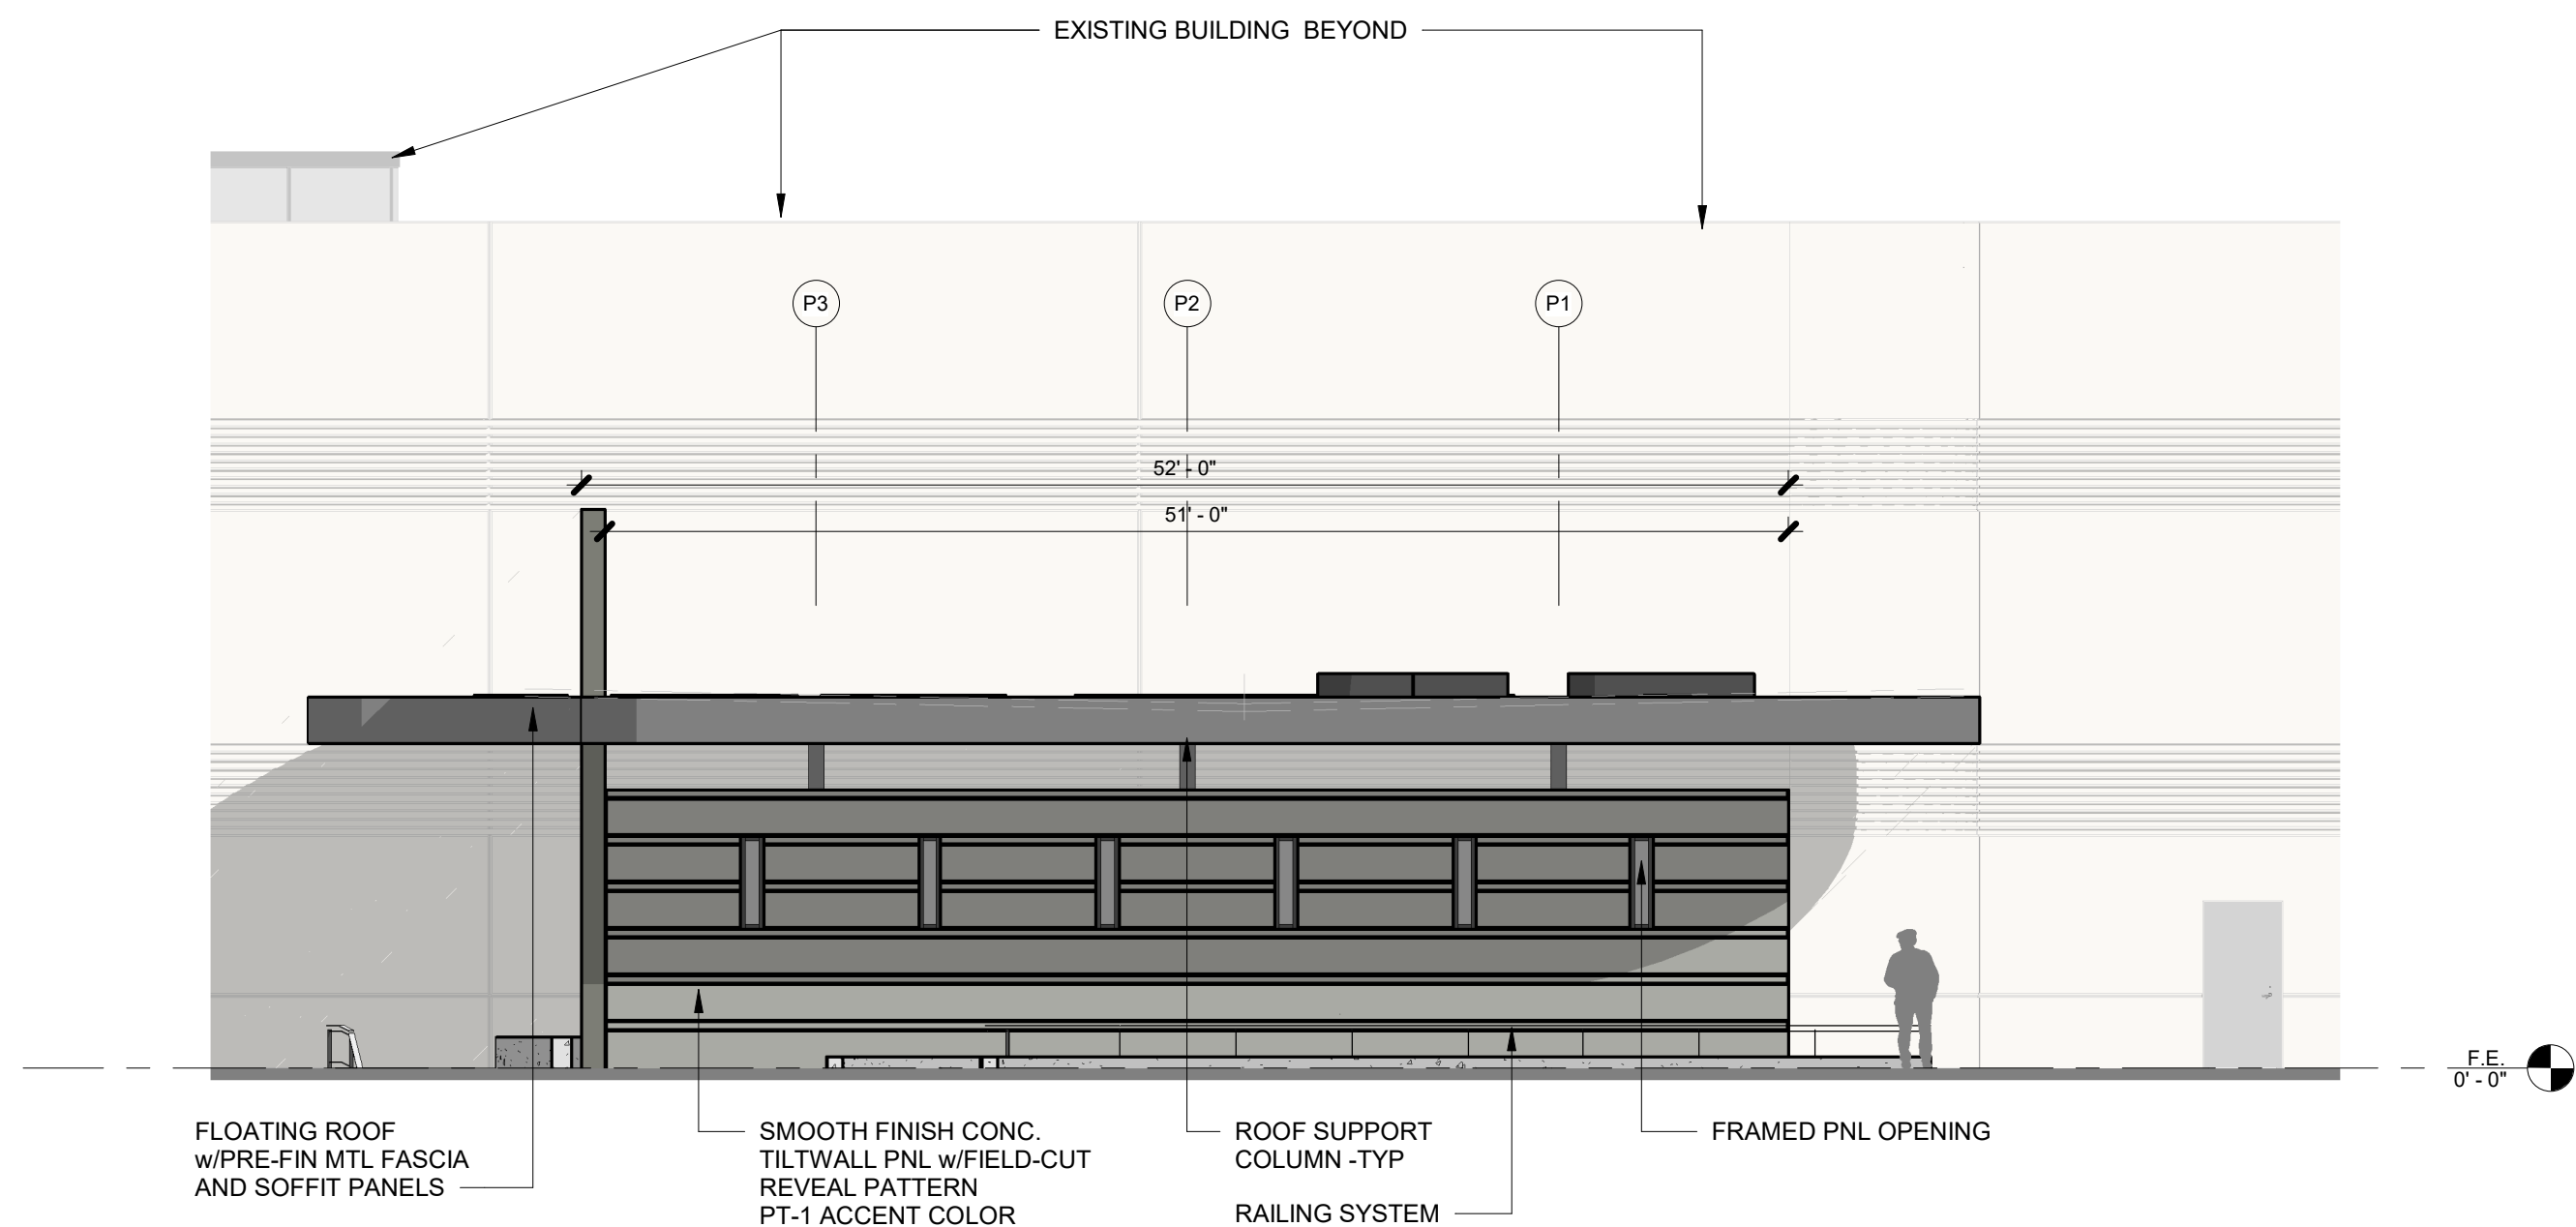 EXISTING BUILDING  BEYOND
P3
P2
P1
52' - 0"
51' - 0"
F.E.
0' - 0"
FLOATING ROOF
w/PRE-FIN MTL FASCIA
AND SOFFIT PANELS
SMOOTH FINISH CONC.
TILTWALL PNL w/FIELD-CUT
REVEAL PATTERN
PT-1 ACCENT COLOR
ROOF SUPPORT
COLUMN -TYP
RAILING SYSTEM
FRAMED PNL OPENING